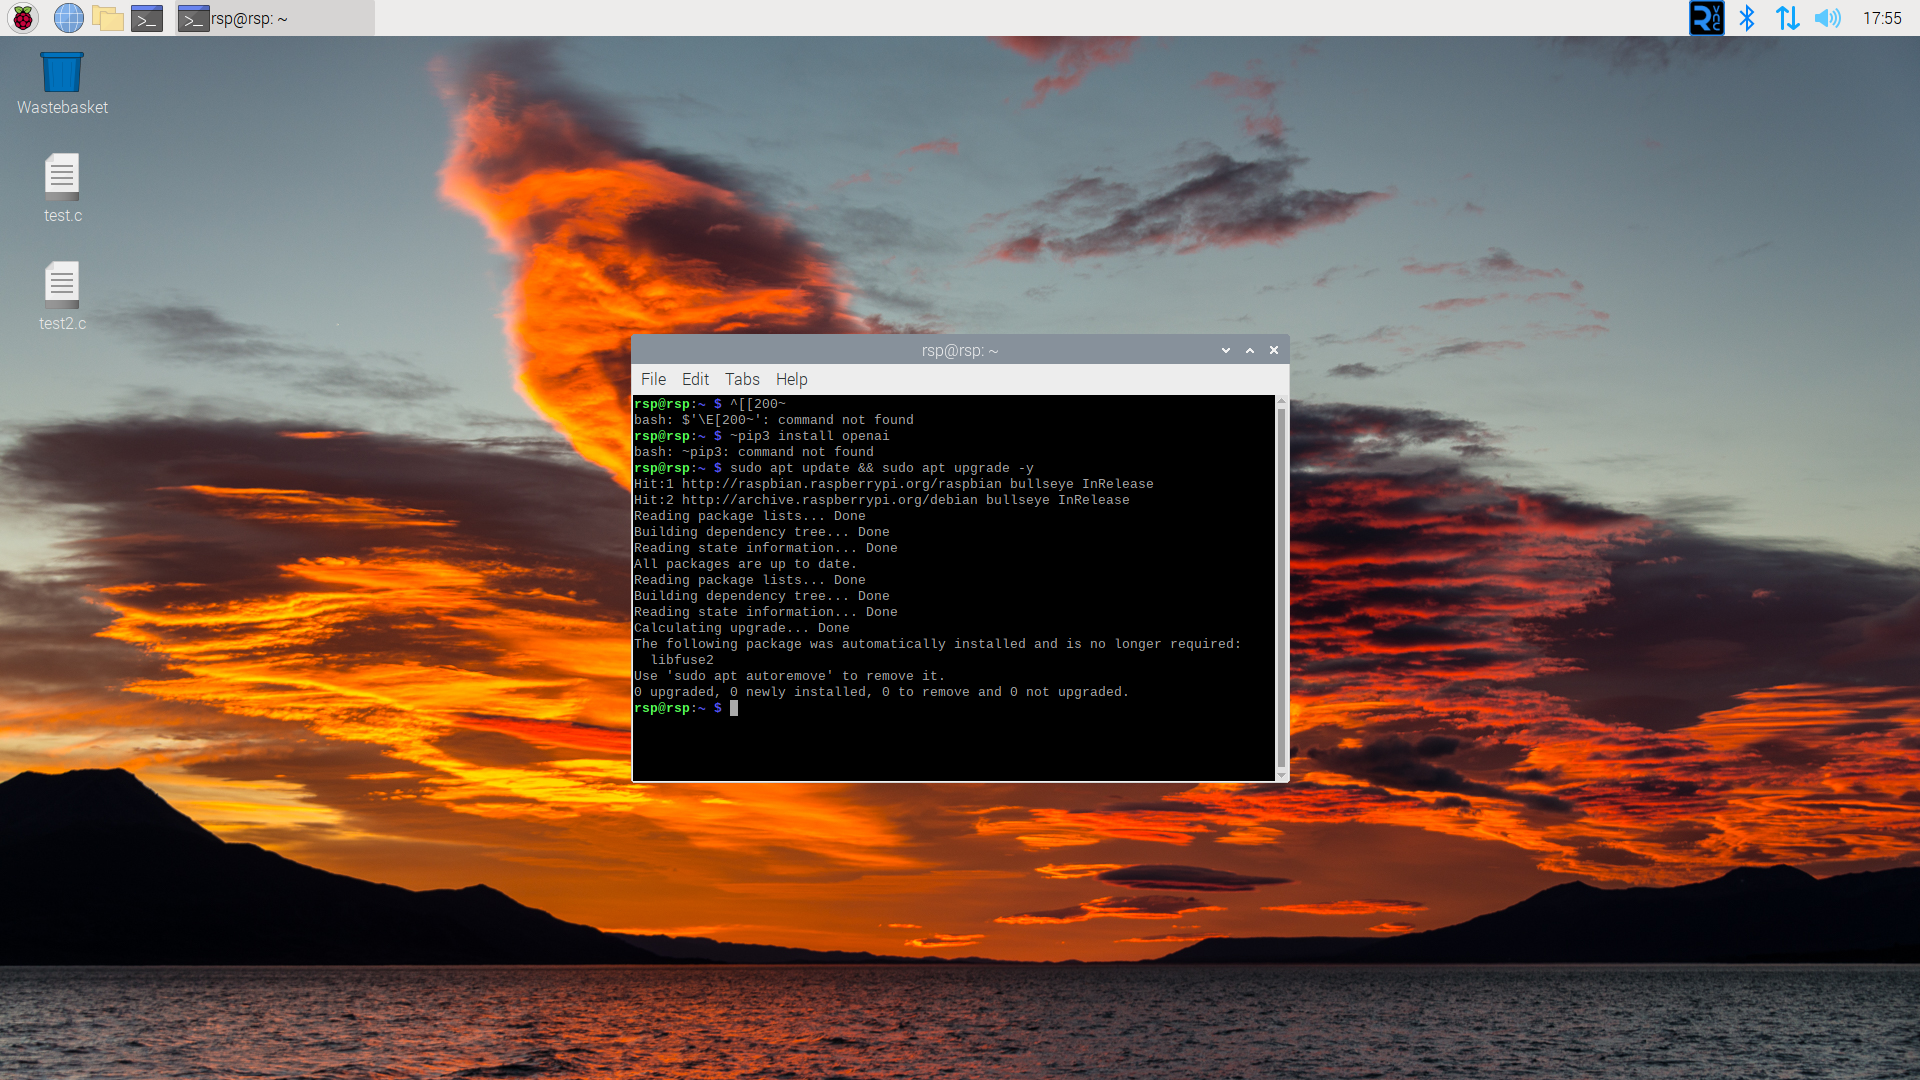 rsp@rsp: ~
17:55
Wastebasket
test.c
test2.c
rsp@rsp: ~
File Edit Tabs Help
rsp@rsp:~ $ ^[[200~
bash: $'\E[200~': command not found
rsp@rsp:~ $ ~pip3 install openai
bash: ~pip3: command not found
rsp@rsp:~ $ sudo apt update && sudo apt upgrade -y
Hit:1 http://raspbian.raspberrypi.org/raspbian bullseye InRelease
Hit:2 http://archive.raspberrypi.org/debian bullseye InRelease
Reading package lists... Done
Building dependency tree... Done
Reading state information... Done
All packages are up to date.
Reading package lists... Done
Building dependency tree... Done
Reading state information... Done
Calculating upgrade... Done
The following package was automatically installed and is no longer required:
  libfuse2
Use 'sudo apt autoremove' to remove it.
0 upgraded, 0 newly installed, 0 to remove and 0 not upgraded.
rsp@rsp:~ $